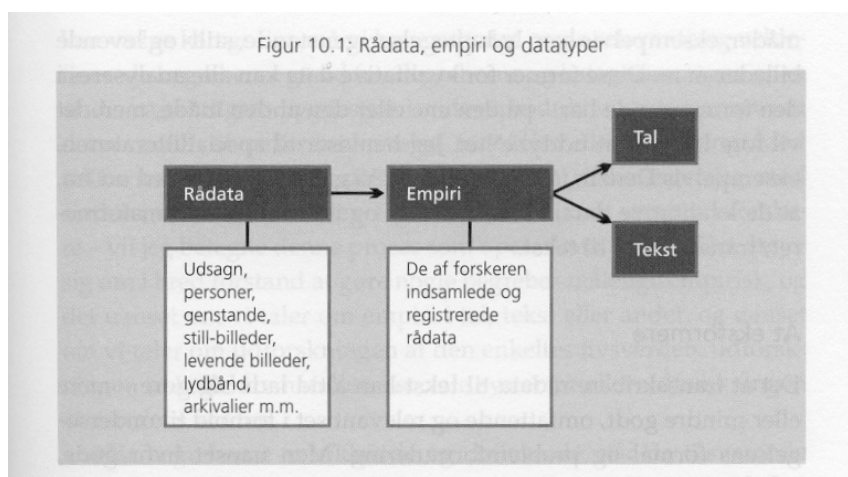 Figur 10.1: Rådata, empiri og datatyper
Tal
Rådata
Empiri
Tekst
Udsagn,
personer,
genstande,
still-billeder,
levende billeder,
lydbånd,
arkivalier m.m.
De af forskeren
indsamlede og
registrerede
rådata